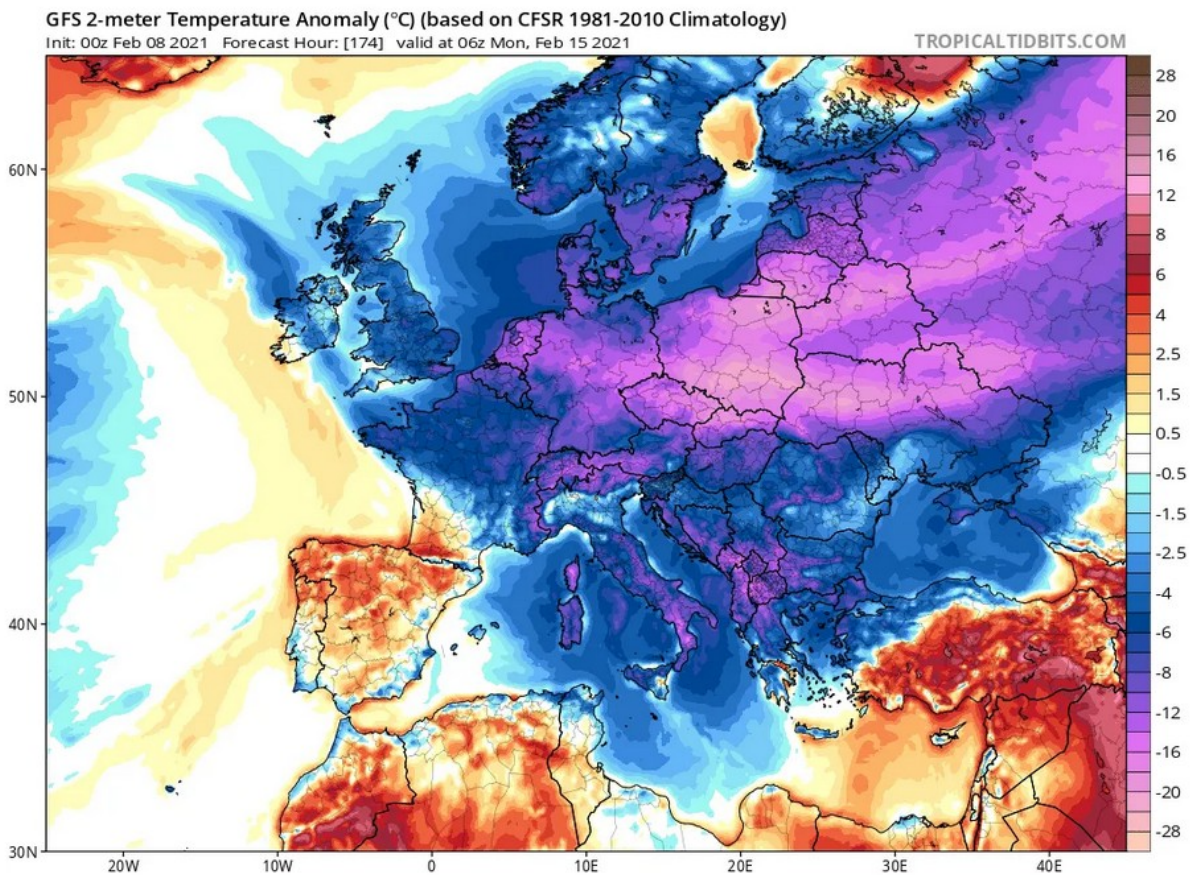 GFS 2-meter Temperature Anomaly (°C) (based on CFSR 1981-2010 Climatology)
Init: 00z Feb 08 2021 Forecast Hour: [174] valid at 06z Mon, Feb 15 2021
TROPICALTIDBITS.COM
28
20
16
12
8
6
4
2.5
1.5
0.5
-0.5
-1.5
-2.5
-4
-6
-8
-12
-16
-20
-28
60N
50N
40N
30N
20W
10W
0
10E
20E
30E
40E